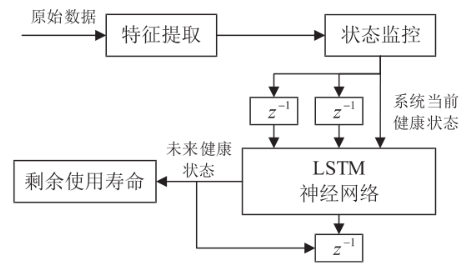 原始数据
特征提取
状态监控
z⁻¹
z⁻¹
系统当前
健康状态
未来健康
状态
LSTM
神经网络
剩余使用寿命
z⁻¹